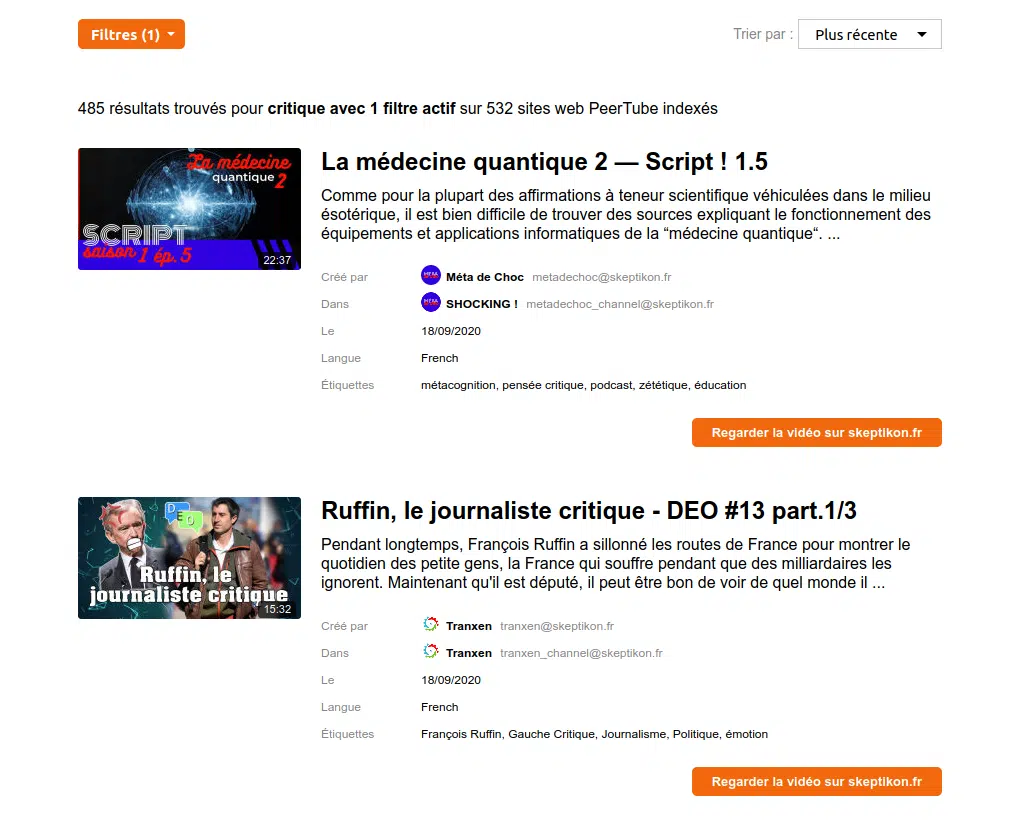 Filtres (1)
Trier par :
Plus récente
485 résultats trouvés pour critique avec 1 filtre actif sur 532 sites web PeerTube indexés
La médecine
quantique 2
SCRIPT
saison 1 ép. 5
22:37
La médecine quantique 2 — Script ! 1.5
Comme pour la plupart des affirmations à teneur scientifique véhiculées dans le milieu
ésotérique, il est bien difficile de trouver des sources expliquant le fonctionnement des
équipements et applications informatiques de la “médecine quantique“. ...
Créé par
Méta de Choc metadechoc@skeptikon.fr
Dans
SHOCKING ! metadechoc_channel@skeptikon.fr
Le
18/09/2020
Langue
French
Étiquettes
métacognition, pensée critique, podcast, zététique, éducation
Regarder la vidéo sur skeptikon.fr
DEO
Ruffin, le
journaliste critique
15:32
Ruffin, le journaliste critique - DEO #13 part.1/3
Pendant longtemps, François Ruffin a sillonné les routes de France pour montrer le
quotidien des petite gens, la France qui souffre pendant que des milliardaires les
ignorent. Maintenant qu'il est député, il peut être bon de voir de quel monde il ...
Créé par
Tranxen tranxen@skeptikon.fr
Dans
Tranxen tranxen_channel@skeptikon.fr
Le
18/09/2020
Langue
French
Étiquettes
François Ruffin, Gauche Critique, Journalisme, Politique, émotion
Regarder la vidéo sur skeptikon.fr